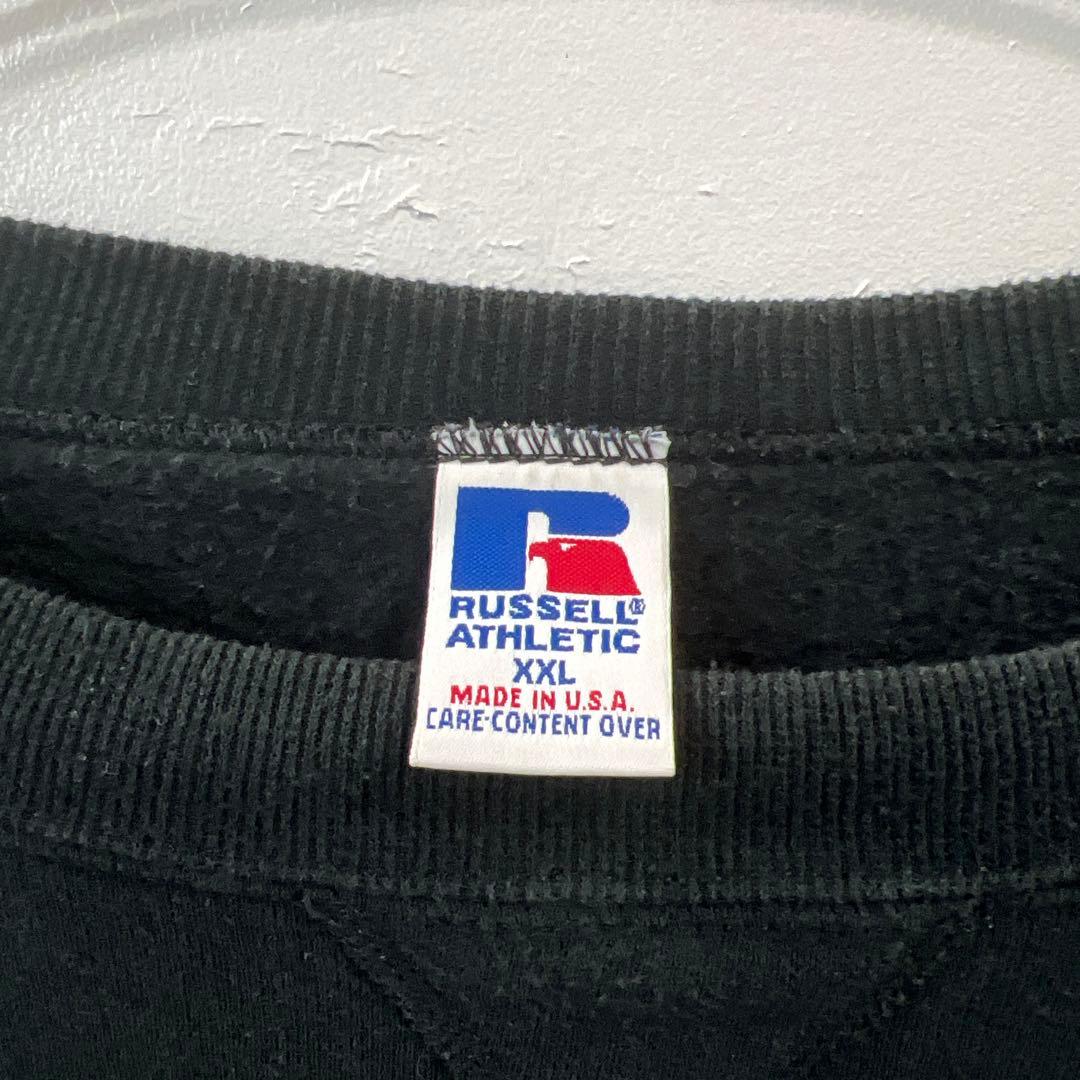 R
RUSSELL®
ATHLETIC
XXL
MADE IN U.S.A.
CARE-CONTENT OVER